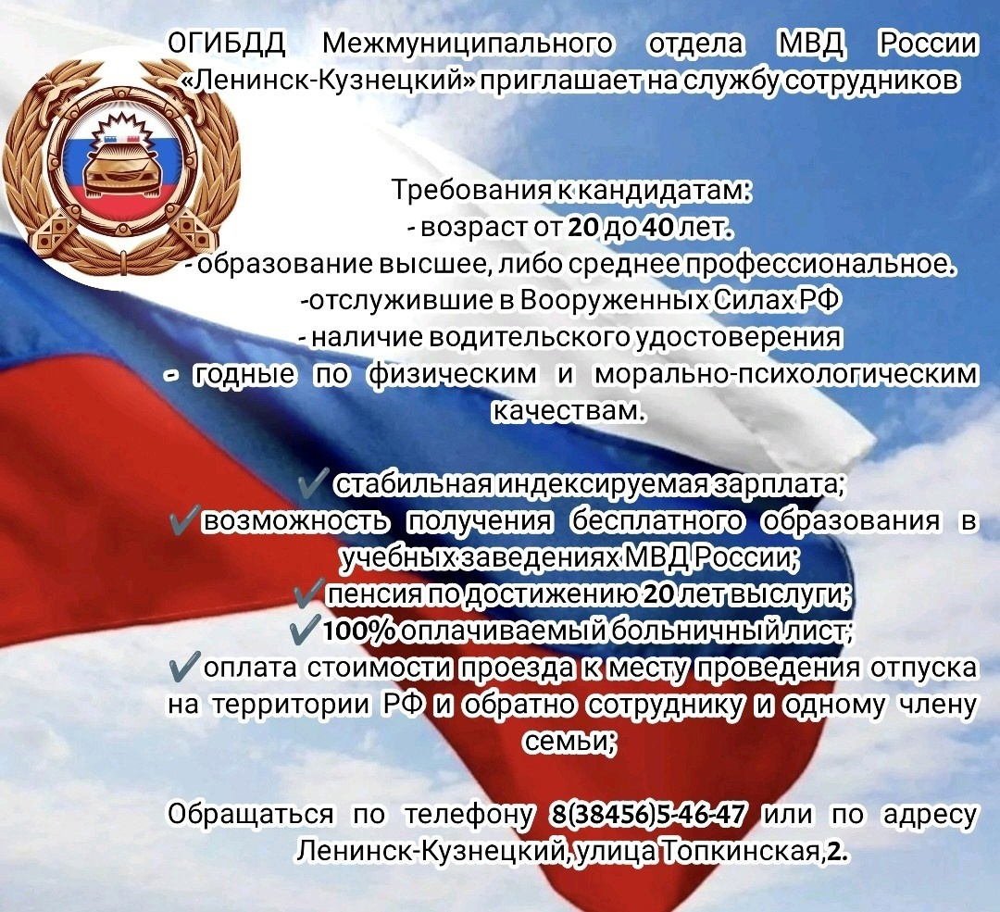 ОГИБДД Межмуниципального отдела МВД России
«Ленинск-Кузнецкий» приглашает на службу сотрудников
Требования к кандидатам:
- возраст от 20 до 40 лет.
- образование высшее, либо среднее профессиональное.
-отслужившие в Вооруженных Силах РФ
- наличие водительского удостоверения
- годные по физическим и морально-психологическим
качествам.
✔стабильная индексируемая зарплата;
✔возможность получения бесплатного образования в
учебных заведениях МВД России;
✔пенсия по достижению 20 лет выслуги;
✔100% оплачиваемый больничный лист;
✔оплата стоимости проезда к месту проведения отпуска
на территории РФ и обратно сотруднику и одному члену
семьи;
Обращаться по телефону 8(38456)5-46-47 или по адресу
Ленинск-Кузнецкий, улица Топкинская,2.